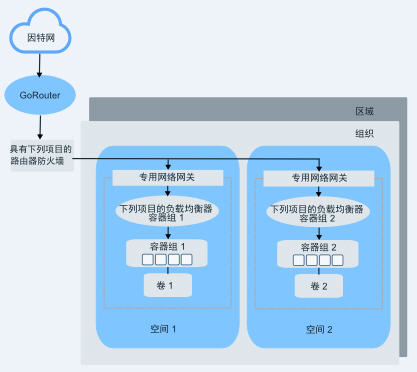 因特网
GoRouter
具有下列项目的
路由器防火墙
区域
组织
专用网络网关
下列项目的负载均衡器
容器组 1
容器组 1
卷 1
空间 1
专用网络网关
下列项目的负载均衡器
容器组 2
容器组 2
卷 2
空间 2